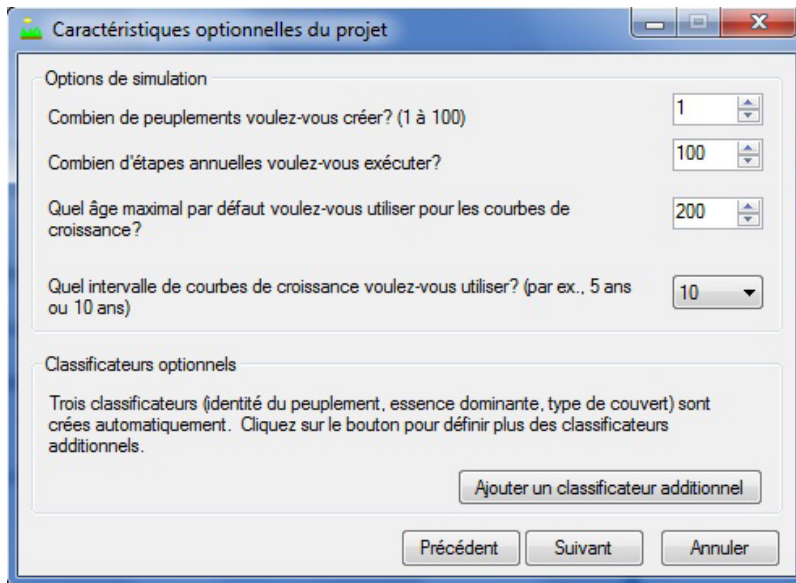 Caractéristiques optionnelles du projet
Options de simulation
Combien de peuplements voulez-vous créer? (1 à 100)
1
Combien d'étapes annuelles voulez-vous exécuter?
100
Quel âge maximal par défaut voulez-vous utiliser pour les courbes de
croissance?
200
Quel intervalle de courbes de croissance voulez-vous utiliser? (par ex., 5 ans
ou 10 ans)
10
Classificateurs optionnels
Trois classificateurs (identité du peuplement, essence dominante, type de couvert) sont
crées automatiquement. Cliquez sur le bouton pour définir plus des classificateurs
additionnels.
Ajouter un classificateur additionnel
Précédent
Suivant
Annuler